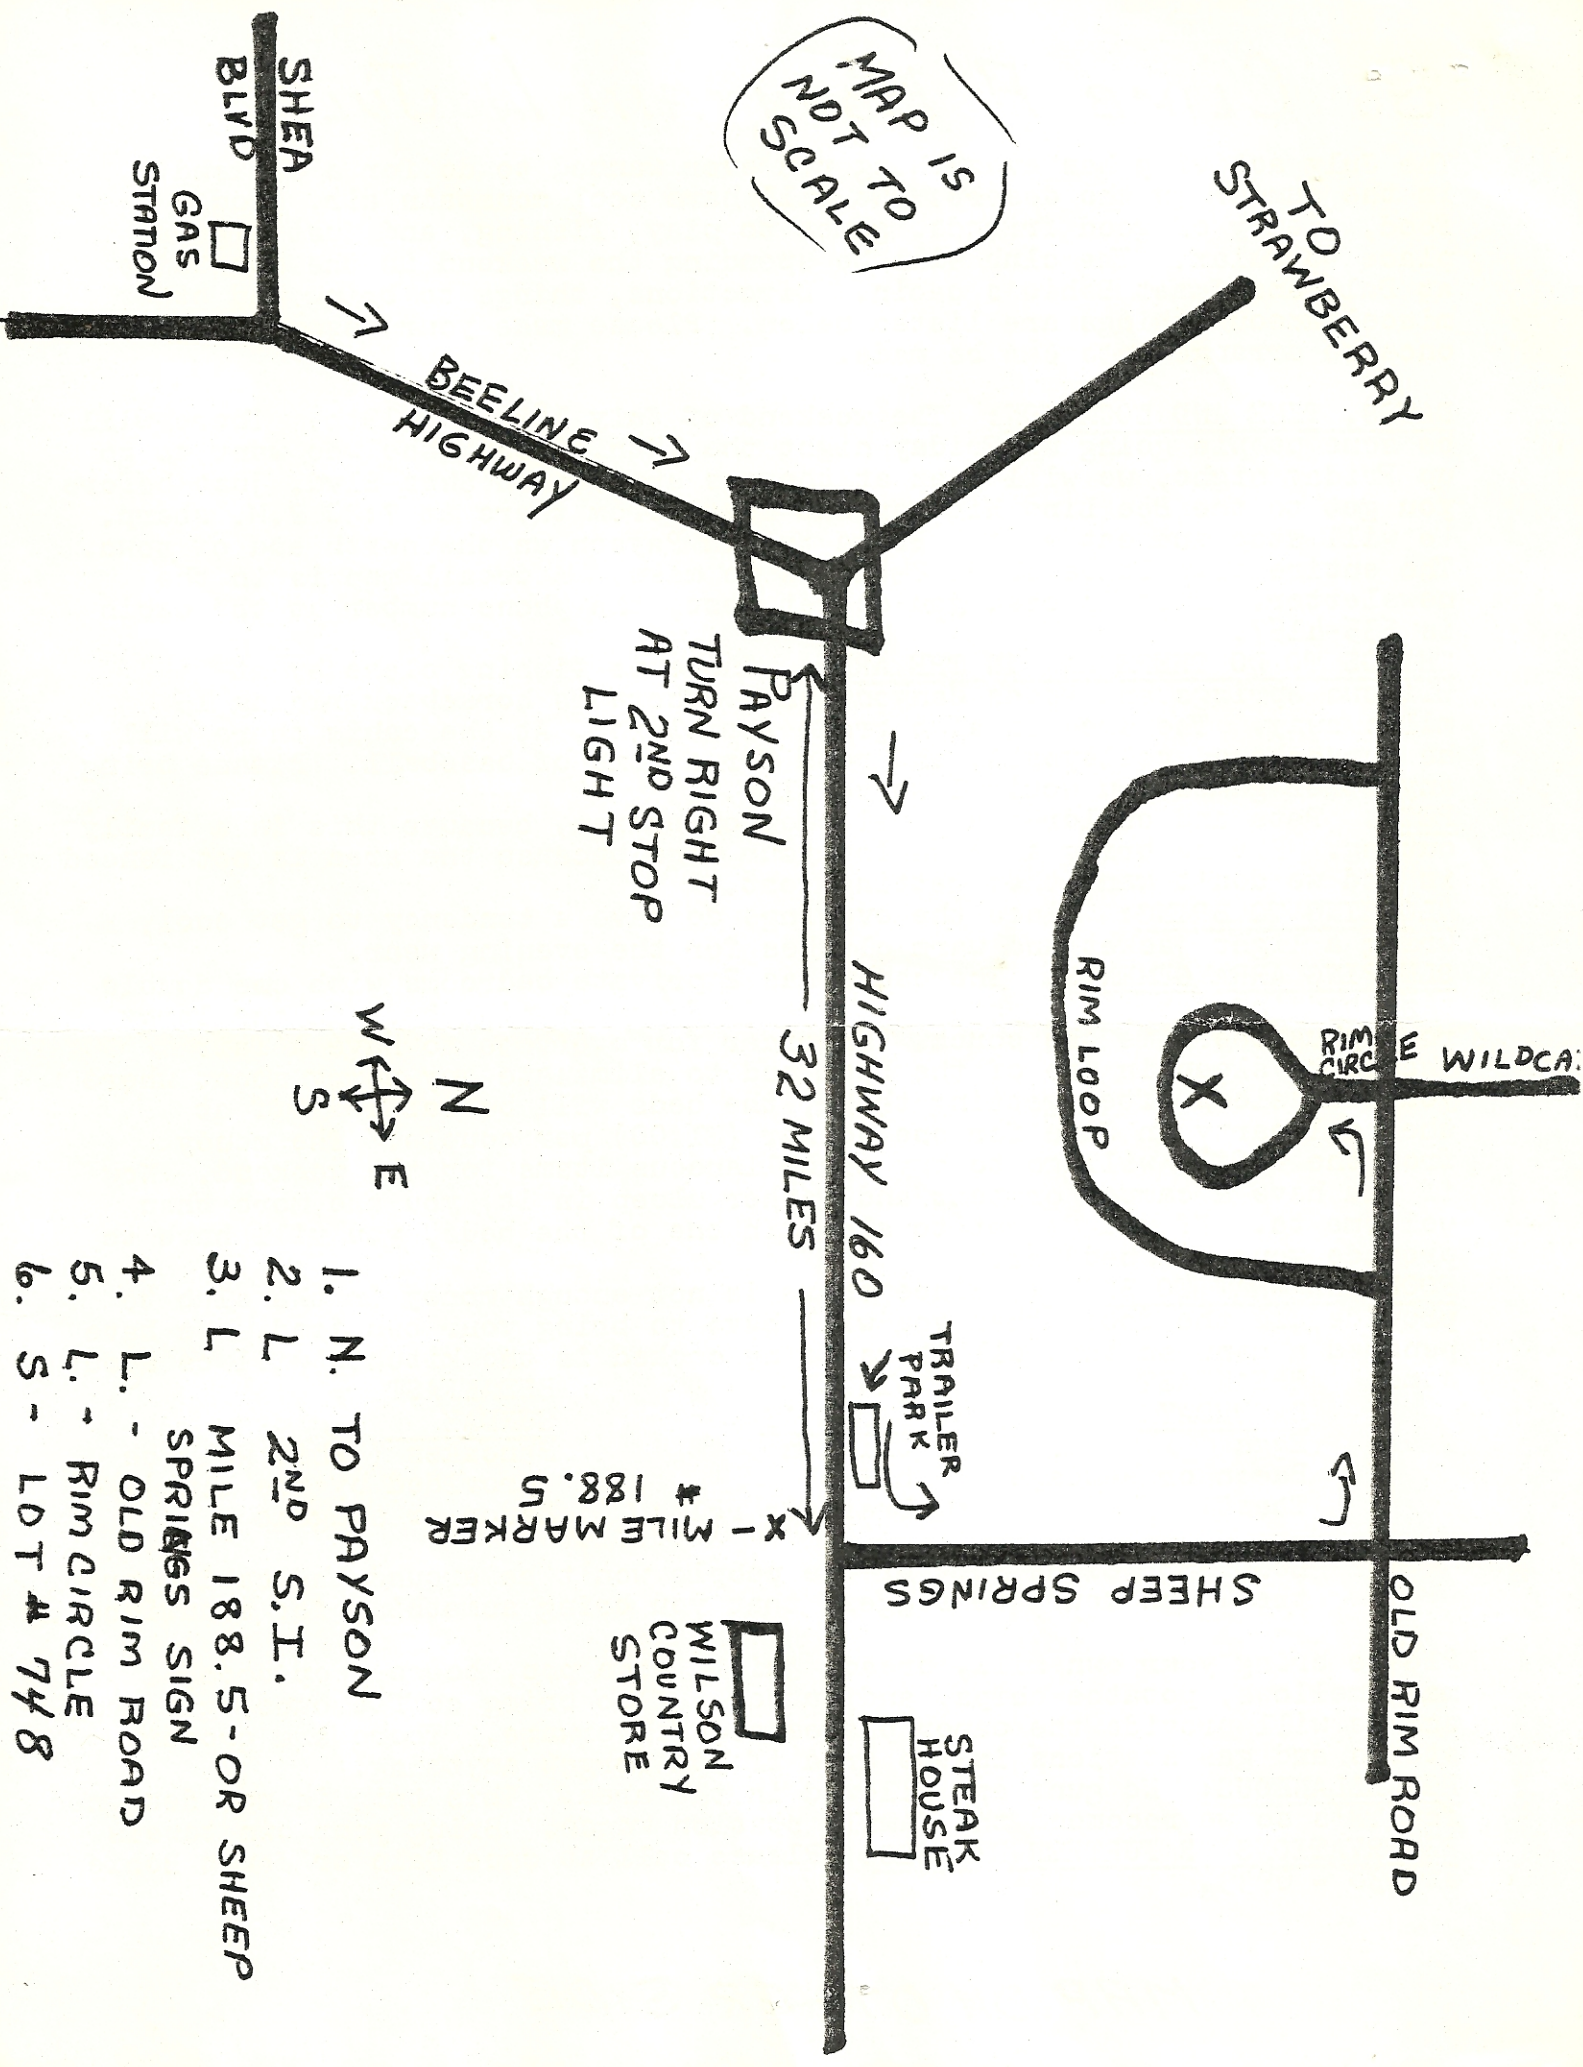 MAP IS
NOT TO
SCALE
TO
STRAWBERRY
SHEA
BLVD
GAS
STATION
BEELINE
HIGHWAY
PAYSON
TURN RIGHT
AT 2ND STOP
LIGHT
HIGHWAY 160
32 MILES
RIM LOOP
RIM
CIRCLE
WILDCA
X
TRAILER
PARK
X - MILE MARKER
# 188.5
SHEEP SPRINGS
OLD RIM ROAD
WILSON
COUNTRY
STORE
STEAK
HOUSE
N
W
E
S
1. N. TO PAYSON
2. L 2ND S.I.
3. L MILE 188.5-OR SHEEP
SPRINGS SIGN
4. L. - OLD RIM ROAD
5. L. - RIM CIRCLE
6. S - LOT # 748